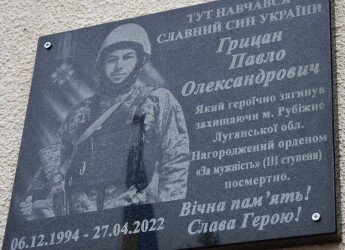 ТУТ НАВЧАВСЯ
СЛАВНИЙ СИН УКРАЇНИ
Грицан
Павло
Олександрович
Який героїчно загинув
захищаючи м. Рубіжне
Луганської обл.
Нагороджений орденом
«За мужність» (III ступеня)
посмертно.
06.12.1994 - 27.04.2022
Вічна пам'ять!
Слава Герою!